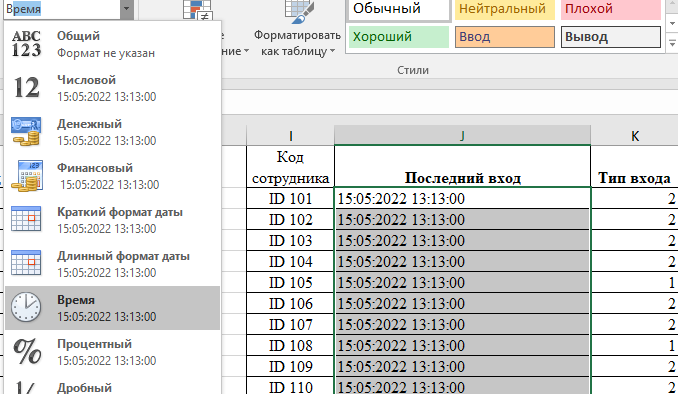 Время
Общий
Формат не указан
Числовой
15:05:2022 13:13:00
Денежный
15:05:2022 13:13:00
Финансовый
15:05:2022 13:13:00
Краткий формат даты
15:05:2022 13:13:00
Длинный формат даты
15:05:2022 13:13:00
Время
15:05:2022 13:13:00
Процентный
15:05:2022 13:13:00
Дробный
ABC
123
12
%
Форматировать
как таблицу
Обычный Нейтральный Плохой
Хороший Ввод Вывод
Стили
I J K
Код
сотрудника Последний вход Тип входа
ID 101 15:05:2022 13:13:00 2
ID 102 15:05:2022 13:13:00 2
ID 103 15:05:2022 13:13:00 2
ID 104 15:05:2022 13:13:00 2
ID 105 15:05:2022 13:13:00 1
ID 106 15:05:2022 13:13:00 2
ID 107 15:05:2022 13:13:00 2
ID 108 15:05:2022 13:13:00 1
ID 109 15:05:2022 13:13:00 2
ID 110 15:05:2022 13:13:00 2